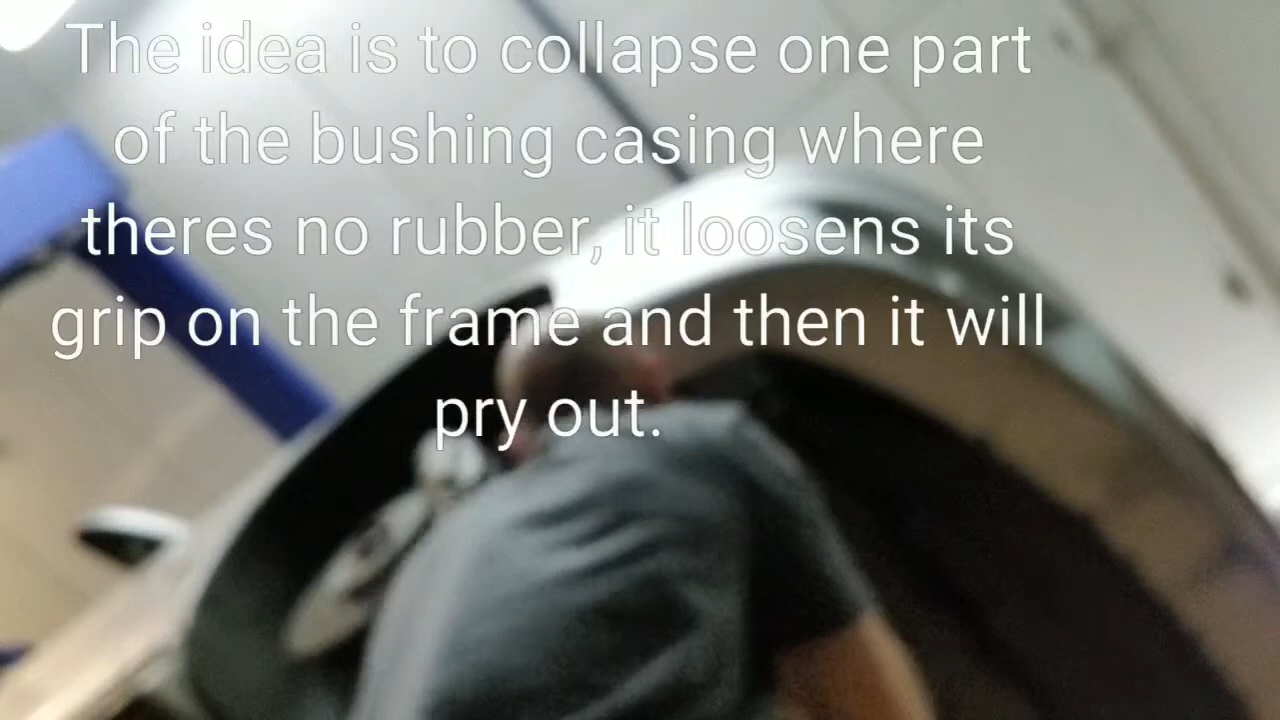 The idea is to collapse one part
of the bushing casing where
theres no rubber, it loosens its
grip on the frame and then it will
pry out.